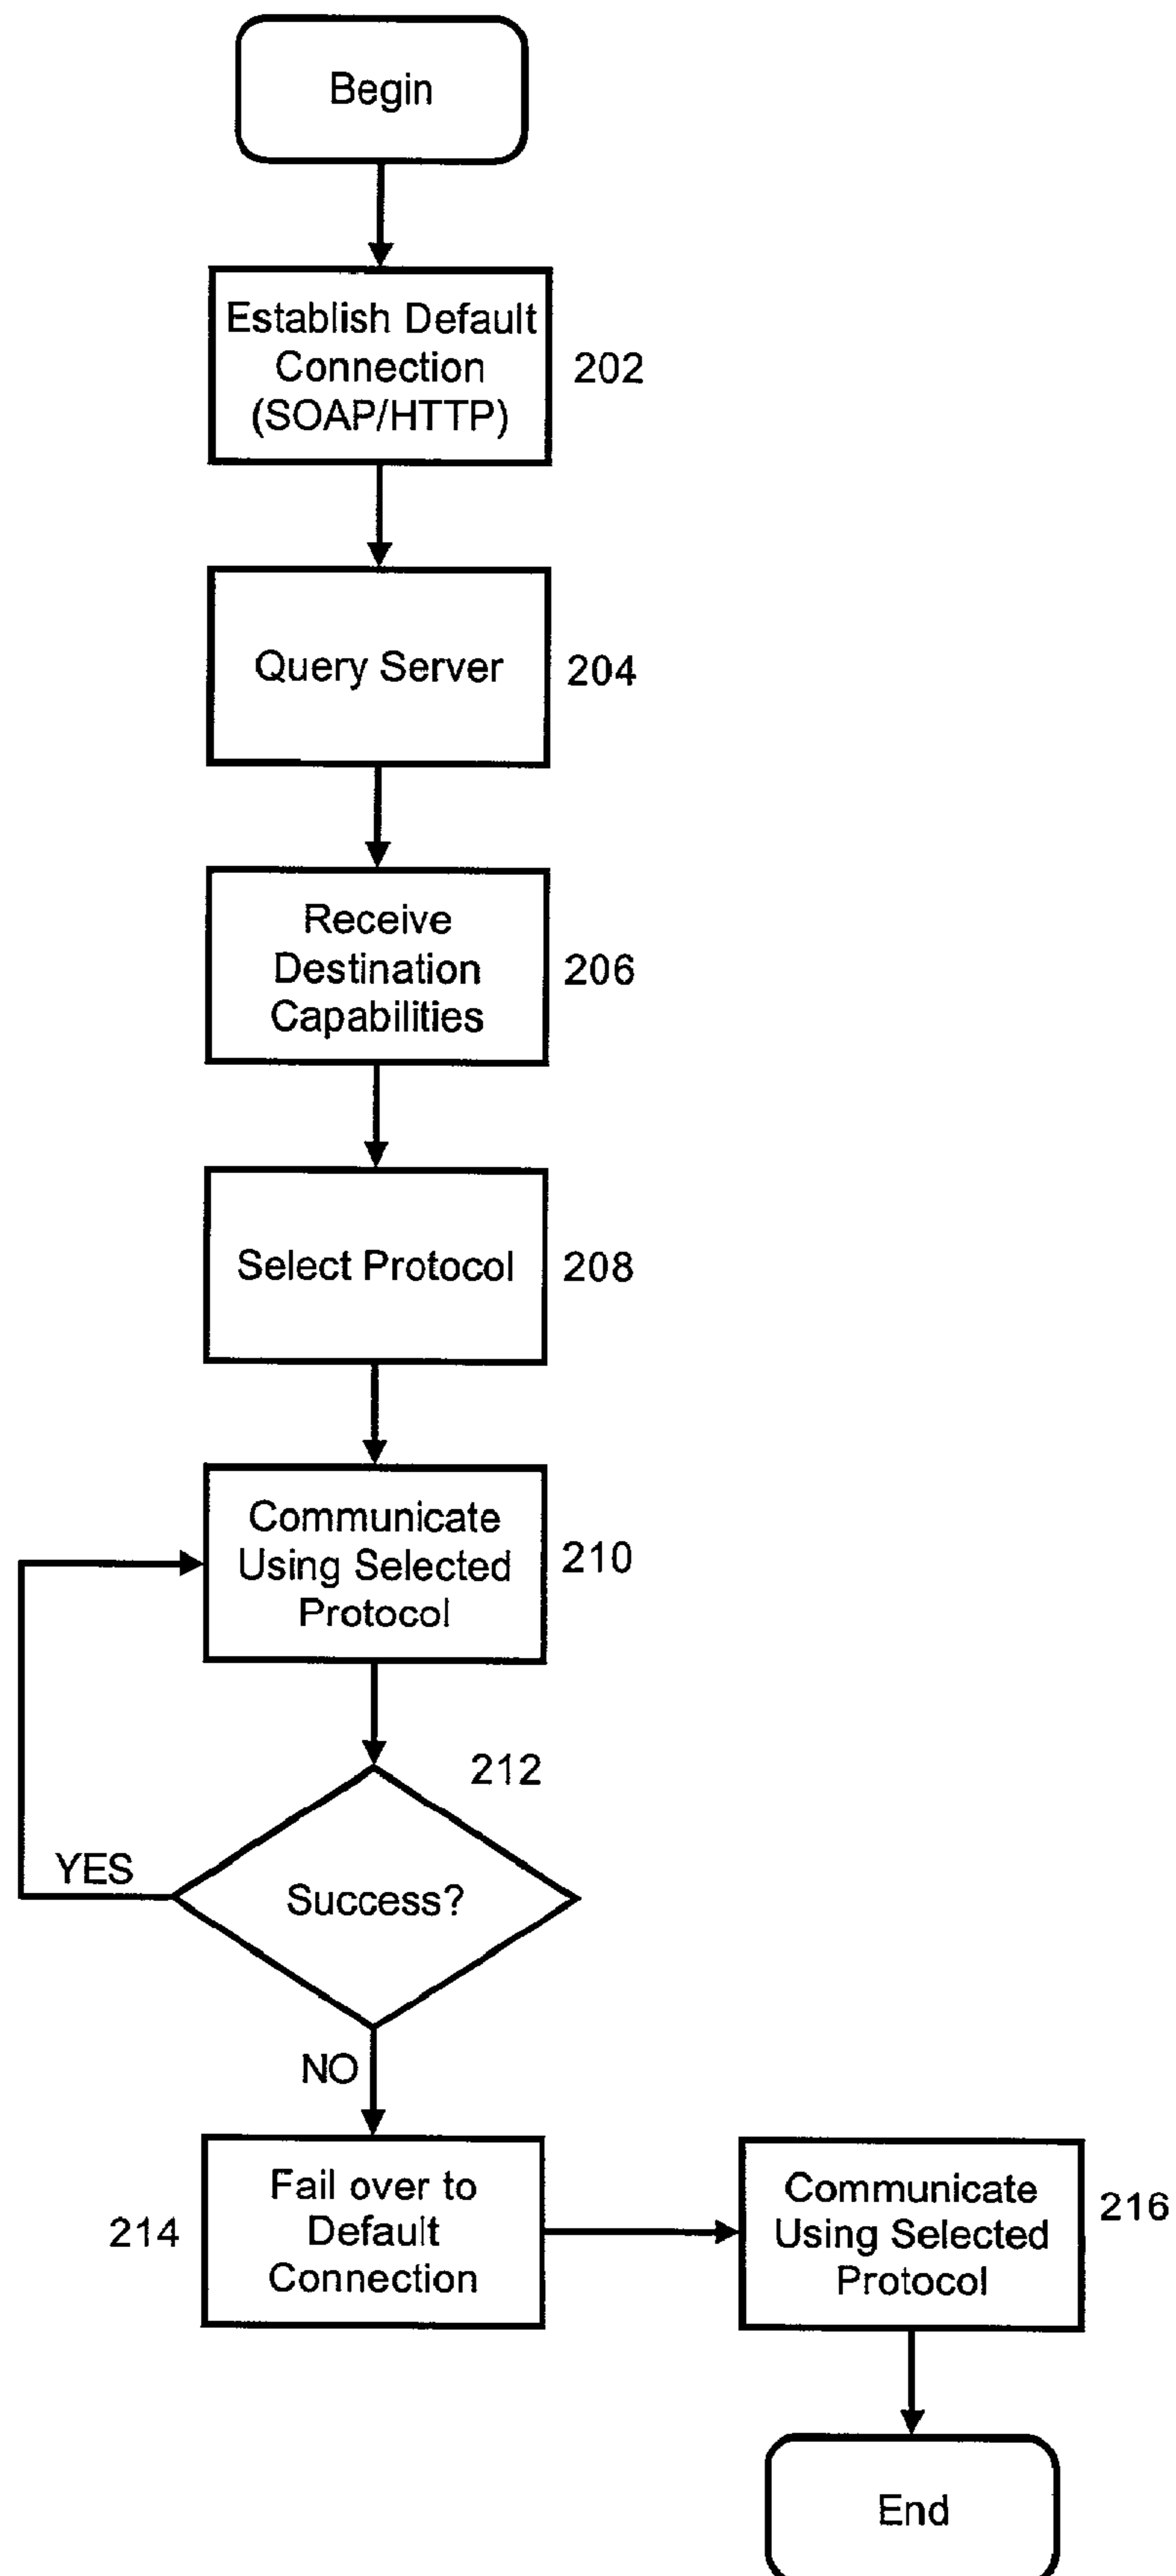 Begin
Establish Default
Connection
(SOAP/HTTP)
202
Query Server
204
Receive
Destination
Capabilities
206
Select Protocol
208
Communicate
Using Selected
Protocol
210
212
YES
Success?
NO
214
Fail over to
Default
Connection
Communicate
Using Selected
Protocol
216
End